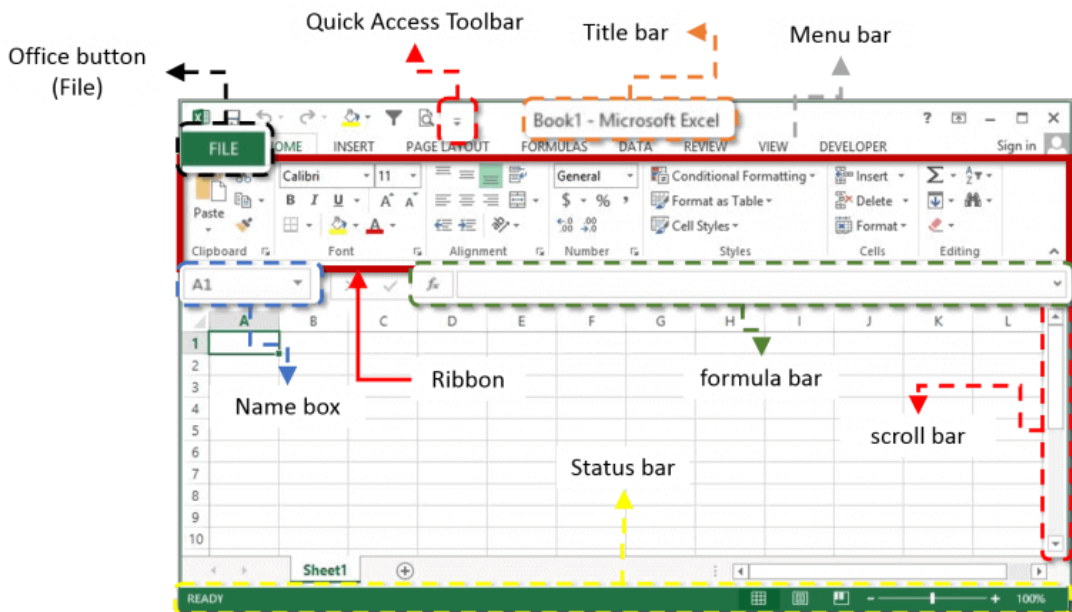 Quick Access Toolbar
Title bar
Menu bar
Office button
(File)
Book1 - Microsoft Excel
?
FILE
OME INSERT PAGE LAYOUT FORMULAS DATA REVIEW VIEW DEVELOPER Sign in
Calibri 11 General Conditional Formatting Insert Σ
Paste B I U A A $ % , Format as Table Delete
A Cell Styles Format
Clipboard Font Alignment Number Styles Cells Editing
A1 fx
A B C D E F G H I J K L
1
2
Ribbon
formula bar
3
Name box
4
scroll bar
5
6
Status bar
7
8
9
10
Sheet1
READY 100%